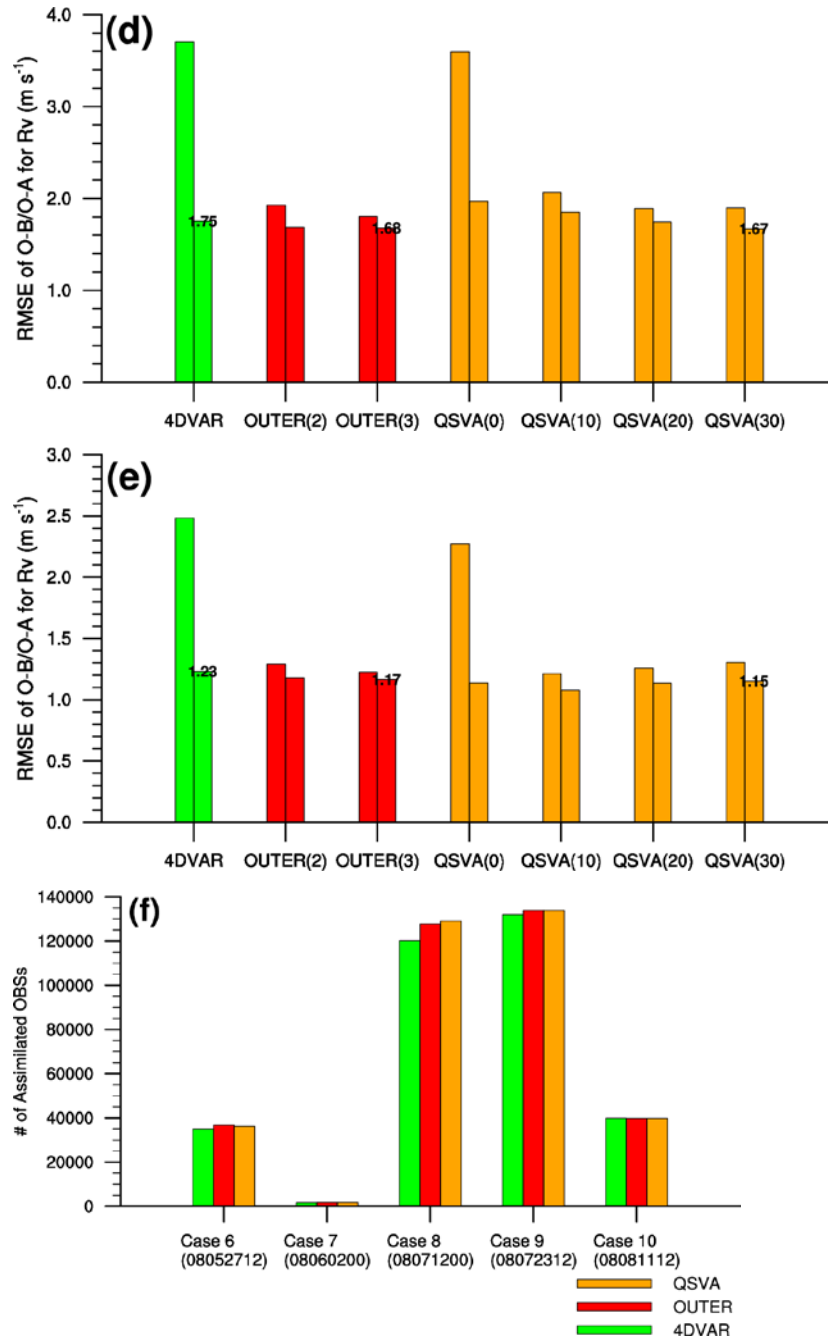 (d)
RMSE of O-B/O-A for Rv (m s⁻¹)
4.0
3.0
2.0
1.0
0.0
1.75
1.68
1.67
4DVAR OUTER(2) OUTER(3) QSVA(0) QSVA(10) QSVA(20) QSVA(30)
(e)
RMSE of O-B/O-A for Rv (m s⁻¹)
3.0
2.5
2.0
1.5
1.0
0.5
0.0
1.23
1.17
1.15
4DVAR OUTER(2) OUTER(3) QSVA(0) QSVA(10) QSVA(20) QSVA(30)
(f)
# of Assimilated OBSs
140000
120000
100000
80000
60000
40000
20000
0
Case 6 Case 7 Case 8 Case 9 Case 10
(08052712) (08060200) (08071200) (08072312) (08081112)
QSVA
OUTER
4DVAR